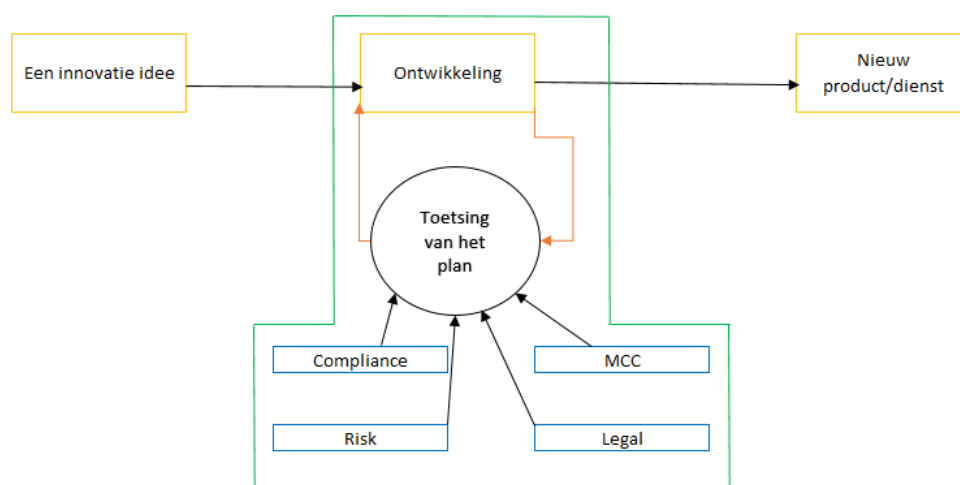 Een innovatie idee
Ontwikkeling
Nieuw
product/dienst
Toetsing
van het
plan
Compliance
MCC
Risk
Legal